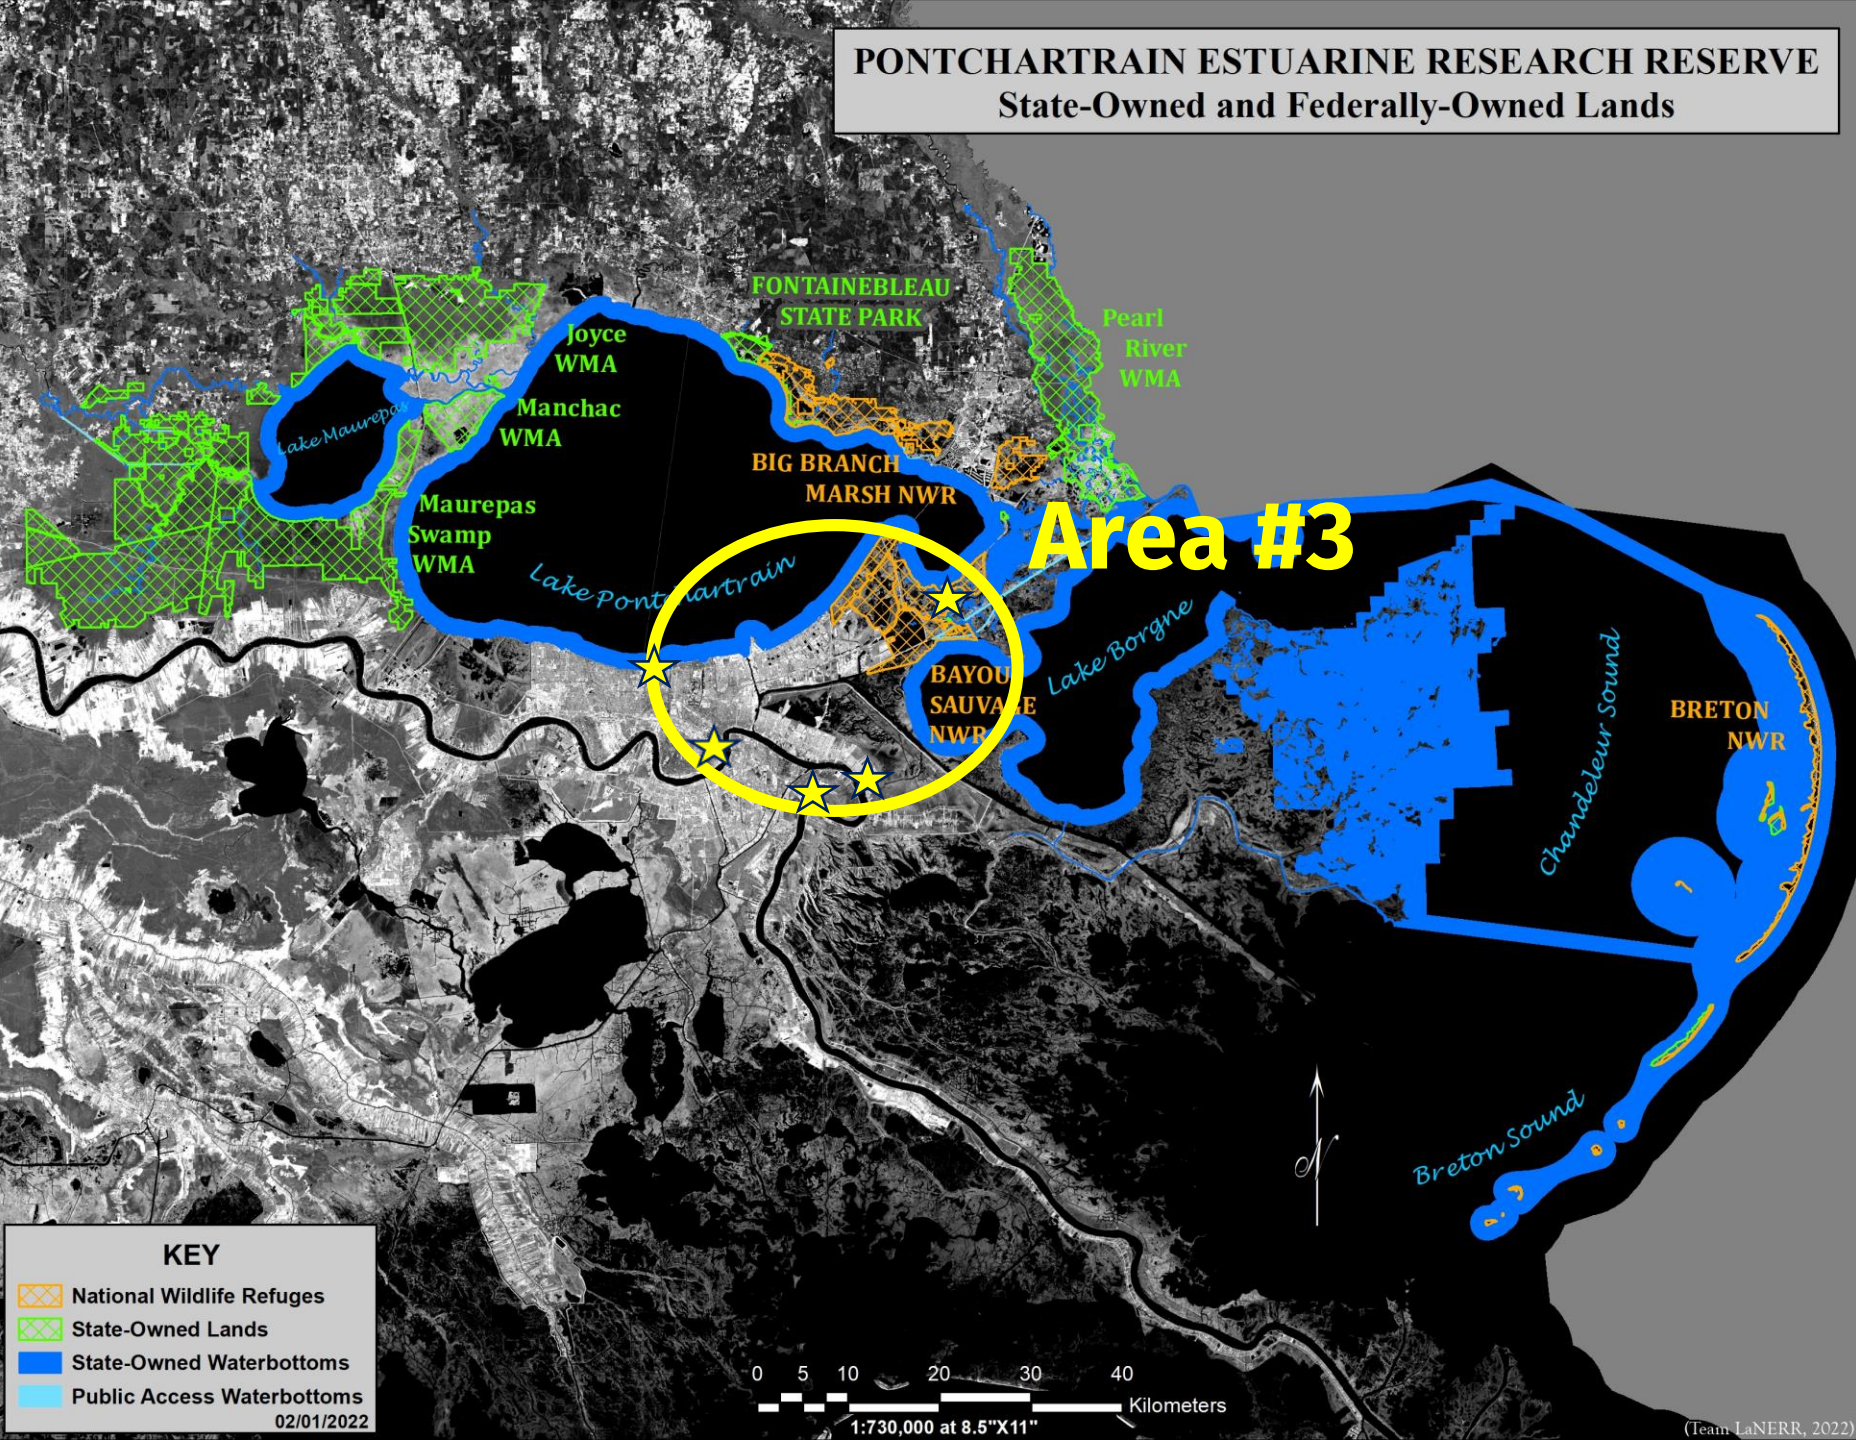 PONTCHARTRAIN ESTUARINE RESEARCH RESERVE
State-Owned and Federally-Owned Lands
FONTAINEBLEAU
STATE PARK
Joyce
WMA
Pearl
River
WMA
Lake Maurepas
Manchac
WMA
BIG BRANCH
MARSH NWR
Maurepas
Swamp
WMA
Area #3
Lake Pontchartrain
Lake Borgne
BAYOU
SAUVAGE
NWR
Chandeleur Sound
BRETON
NWR
Breton Sound
N
KEY
National Wildlife Refuges
State-Owned Lands
State-Owned Waterbottoms
Public Access Waterbottoms
02/01/2022
0 5 10 20 30 40
Kilometers
1:730,000 at 8.5"X11"
(Team LaNERR, 2022)